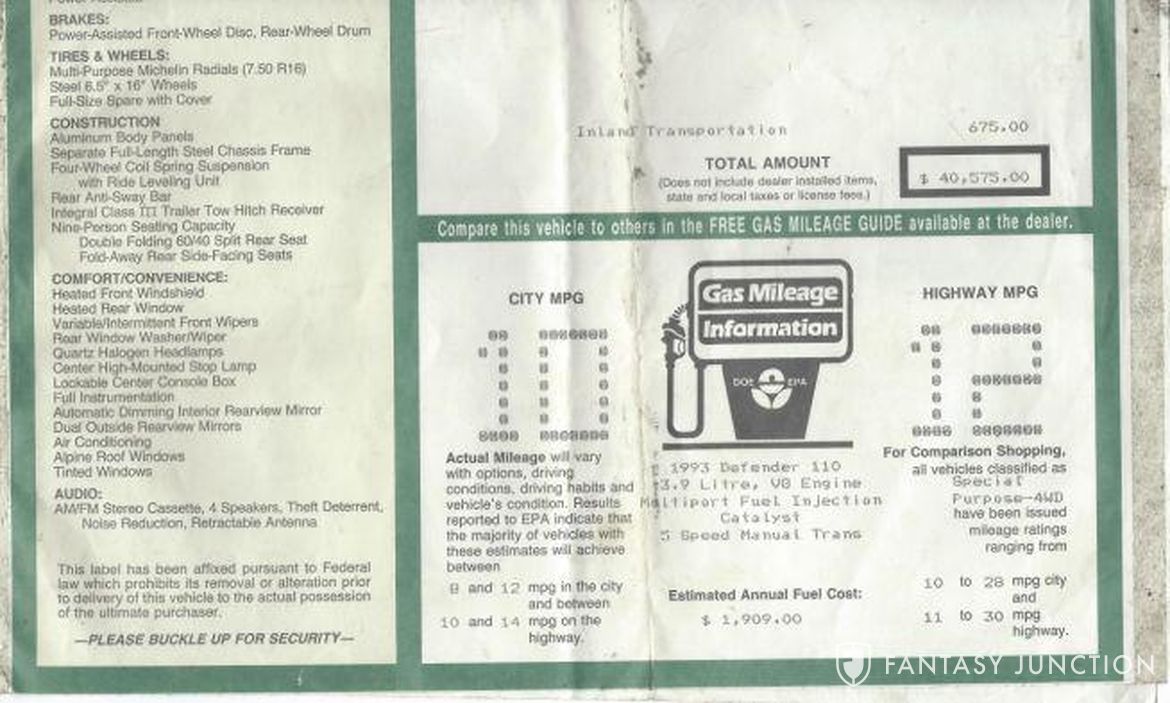 BRAKES:
Power-Assisted Front-Wheel Disc, Rear-Wheel Drum
TIRES & WHEELS:
Multi-Purpose Michelin Radials (7.50 R16)
Steel 6.5" x 16" Wheels
Full-Size Spare with Cover
CONSTRUCTION
Aluminum Body Panels
Separate Full-Length Steel Chassis Frame
Four-Wheel Coil Spring Suspension
with Ride Leveling Unit
Rear Anti-Sway Bar
Integral Class III Trailer Tow Hitch Receiver
Nine-Person Seating Capacity
Double Folding 60/40 Split Rear Seat
Fold-Away Rear Side-Facing Seats
COMFORT/CONVENIENCE:
Heated Front Windshield
Heated Rear Window
Variable/Intermittent Front Wipers
Rear Window Washer/Wiper
Quartz Halogen Headlamps
Center High-Mounted Stop Lamp
Lockable Center Console Box
Full Instrumentation
Automatic Dimming Interior Rearview Mirror
Dual Outside Rearview Mirrors
Air Conditioning
Alpine Roof Windows
Tinted Windows
AUDIO:
AM/FM Stereo Cassette, 4 Speakers, Theft Deterrent,
Noise Reduction, Retractable Antenna
This label has been affixed pursuant to Federal
law which prohibits its removal or alteration prior
to delivery of this vehicle to the actual possession
of the ultimate purchaser.
—PLEASE BUCKLE UP FOR SECURITY—
Inland Transportation 675.00
TOTAL AMOUNT
(Does not include dealer installed items,
state and local taxes or license fees.)
$ 40,575.00
Compare this vehicle to others in the FREE GAS MILEAGE GUIDE available at the dealer.
CITY MPG
10
Actual Mileage will vary
with options, driving
conditions, driving habits and
vehicle's condition. Results
reported to EPA indicate that
the majority of vehicles with
these estimates will achieve
between
8 and 12 mpg in the city
and between
10 and 14 mpg on the
highway.
Gas Mileage
Information
DOE EPA
1993 Defender 110
3.9 Litre, V8 Engine
Multiport Fuel Injection
Catalyst
5 Speed Manual Trans
Estimated Annual Fuel Cost:
$ 1,909.00
HIGHWAY MPG
12
For Comparison Shopping,
all vehicles classified as
Special
Purpose-4WD
have been issued
mileage ratings
ranging from
10 to 28 mpg city
and
11 to 30 mpg
highway.
FANTASY JUNCTION